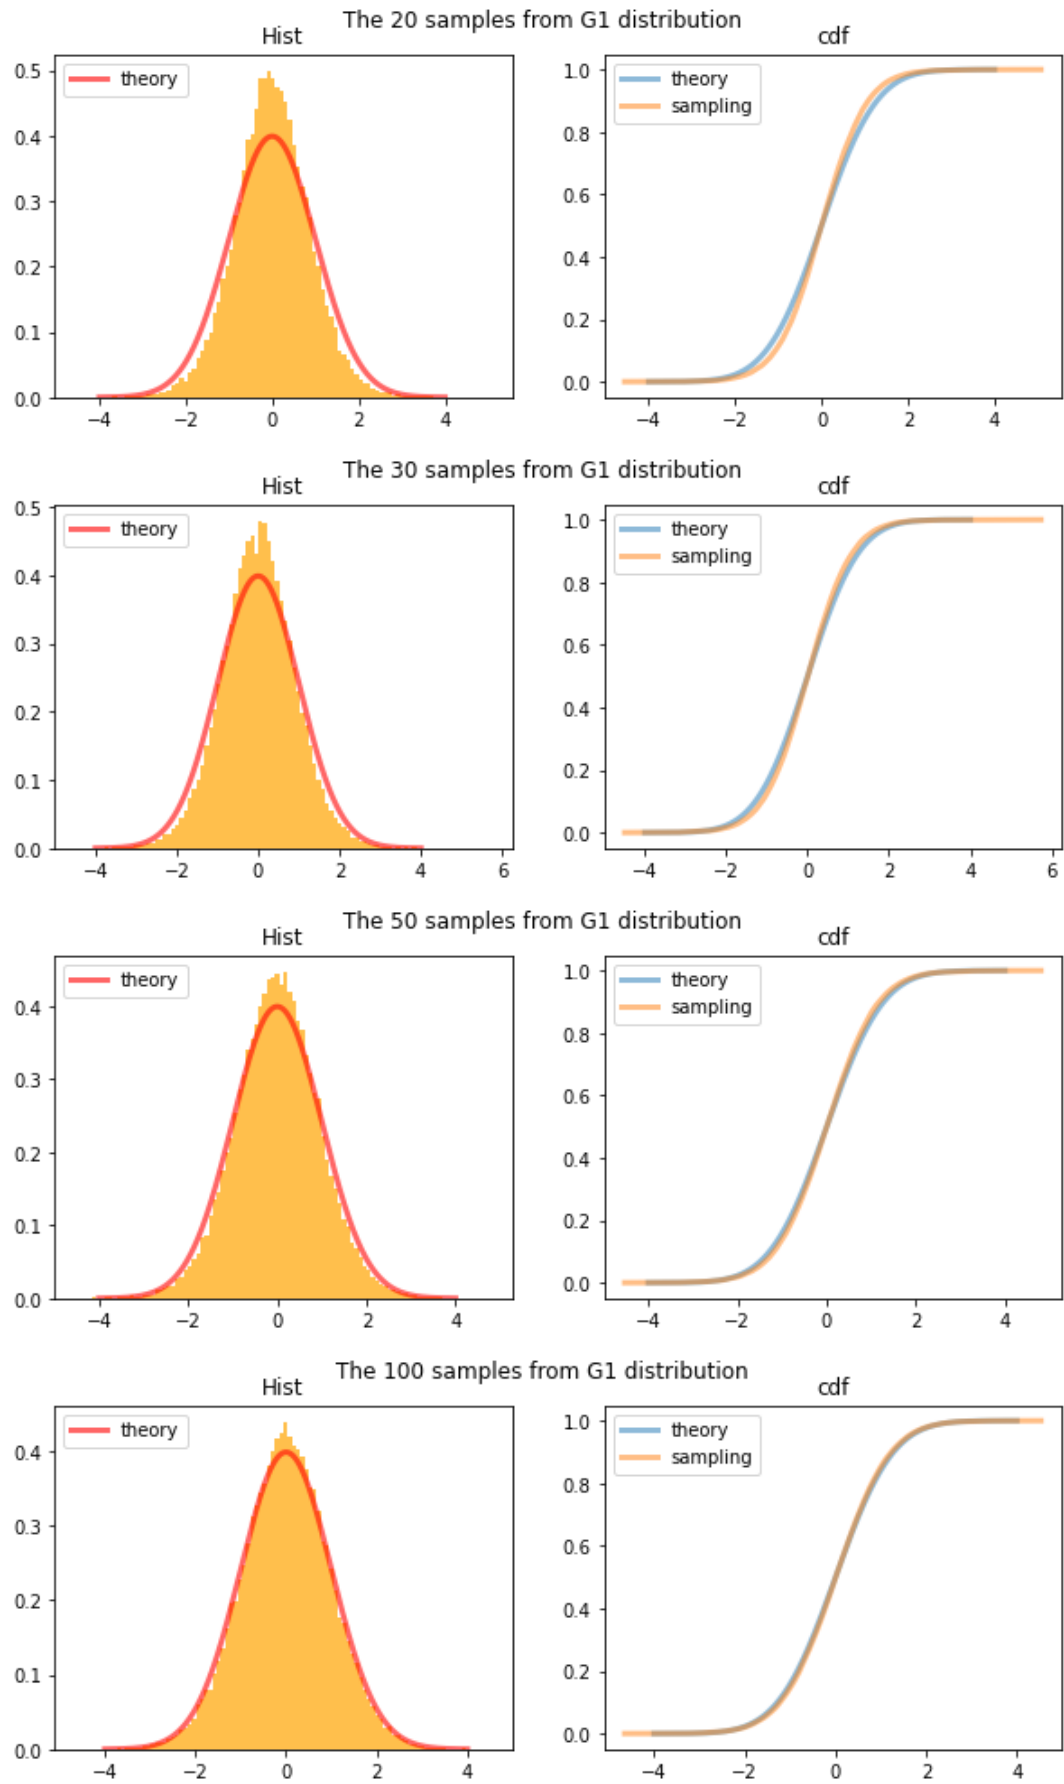 The 20 samples from G1 distribution
Hist
cdf
theory
0.5
0.4
0.3
0.2
0.1
0.0
−4 −2 0 2 4
theory
sampling
1.0
0.8
0.6
0.4
0.2
0.0
−4 −2 0 2 4
The 30 samples from G1 distribution
Hist
cdf
theory
0.5
0.4
0.3
0.2
0.1
0.0
−4 −2 0 2 4 6
theory
sampling
1.0
0.8
0.6
0.4
0.2
0.0
−4 −2 0 2 4 6
The 50 samples from G1 distribution
Hist
cdf
theory
0.4
0.3
0.2
0.1
0.0
−4 −2 0 2 4
theory
sampling
1.0
0.8
0.6
0.4
0.2
0.0
−4 −2 0 2 4
The 100 samples from G1 distribution
Hist
cdf
theory
0.4
0.3
0.2
0.1
0.0
−4 −2 0 2 4
theory
sampling
1.0
0.8
0.6
0.4
0.2
0.0
−4 −2 0 2 4